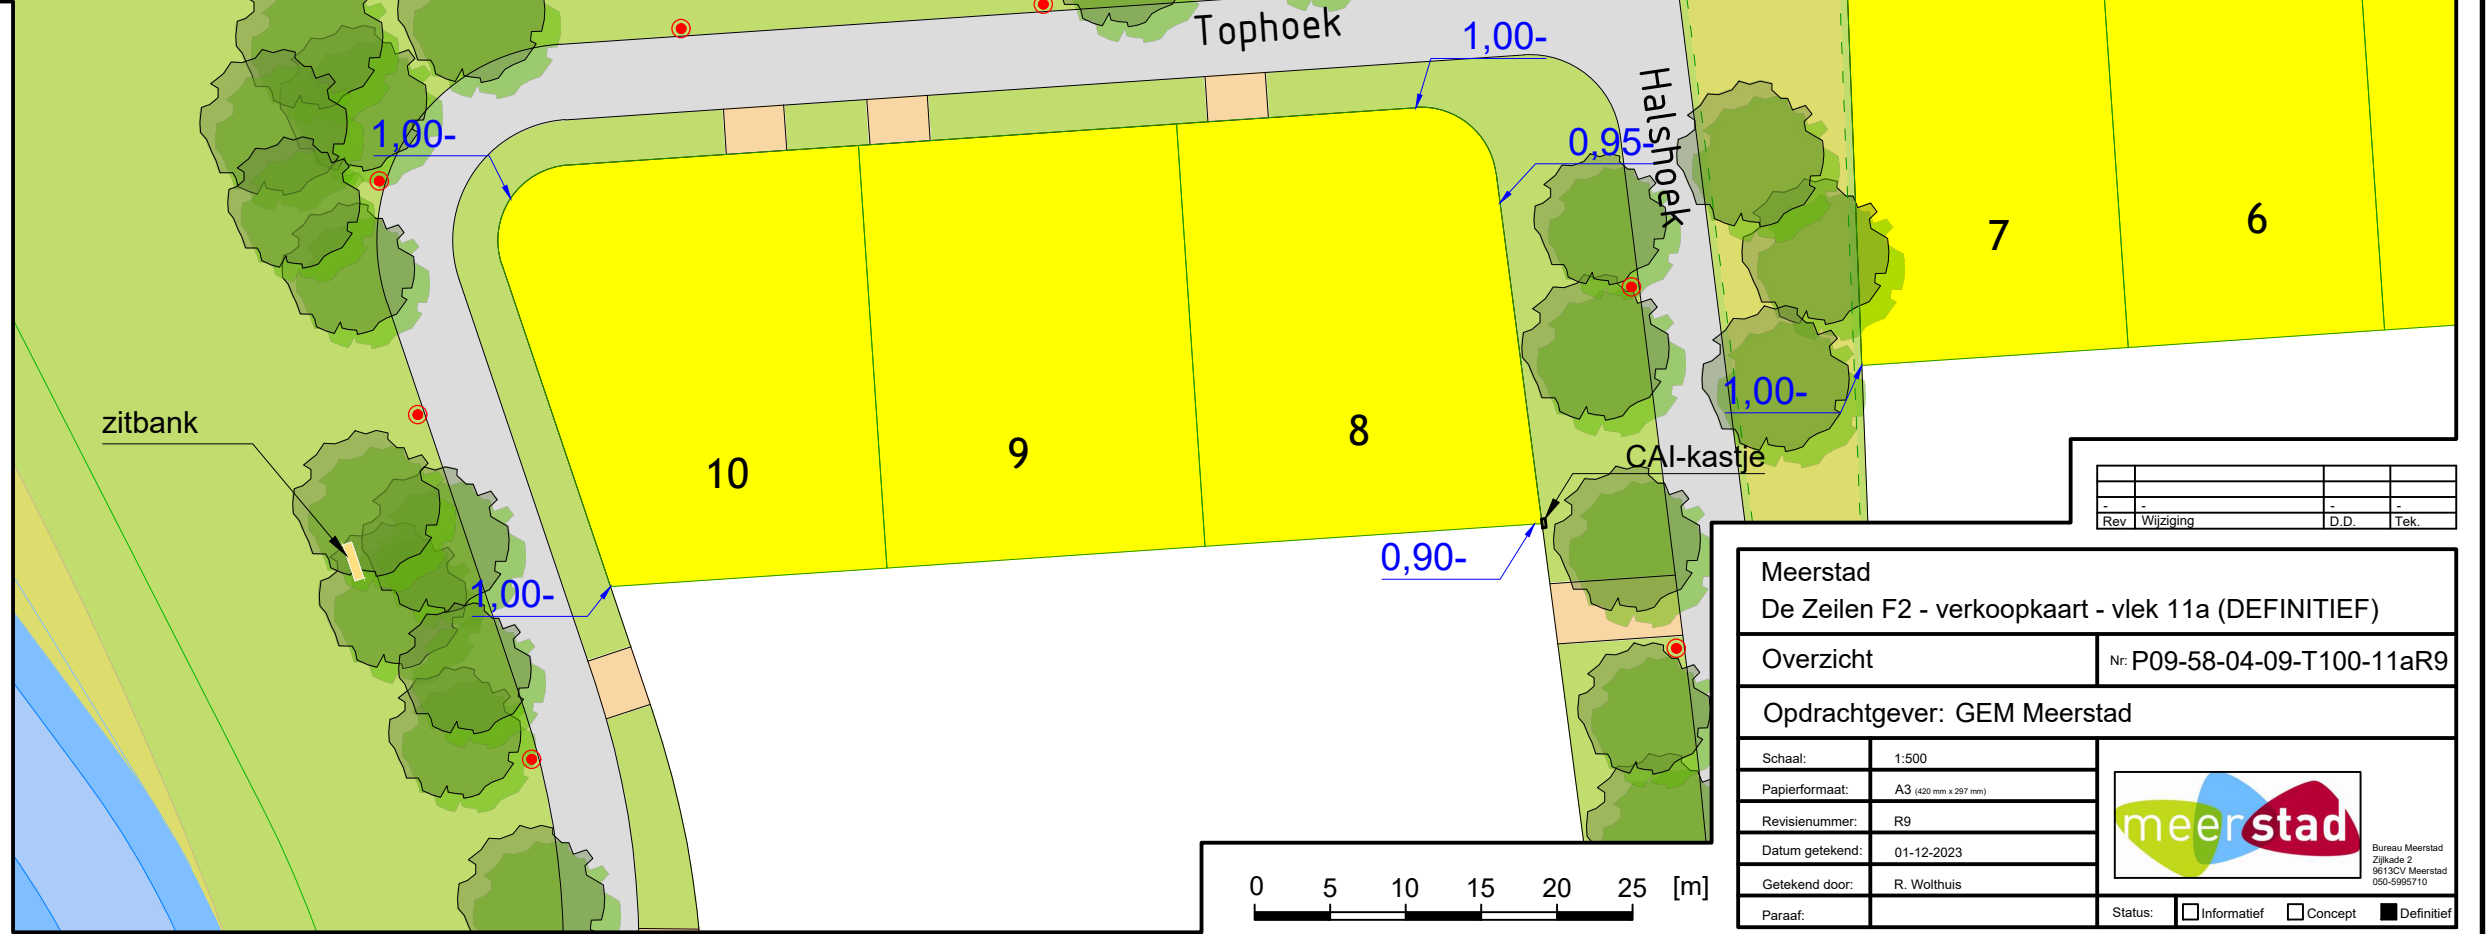 Tophoek
1,00-
Halshoek
1,00-
0,95-
7
6
zitbank
1,00-
8
9
10
CAI-kastje
0,90-
1,00-
- - - -
Rev Wijziging D.D. Tek.
Meerstad
De Zeilen F2 - verkoopkaart - vlek 11a (DEFINITIEF)
Overzicht Nr: P09-58-04-09-T100-11aR9
Opdrachtgever: GEM Meerstad
Schaal: 1:500
Papierformaat: A3 (420 mm x 297 mm)
Revisienummer: R9
Datum getekend: 01-12-2023
Getekend door: R. Wolthuis
Paraaf:
meerstad
Bureau Meerstad
Zijlkade 2
9613CV Meerstad
050-5995710
Status: Informatief Concept Definitief
0 5 10 15 20 25 [m]